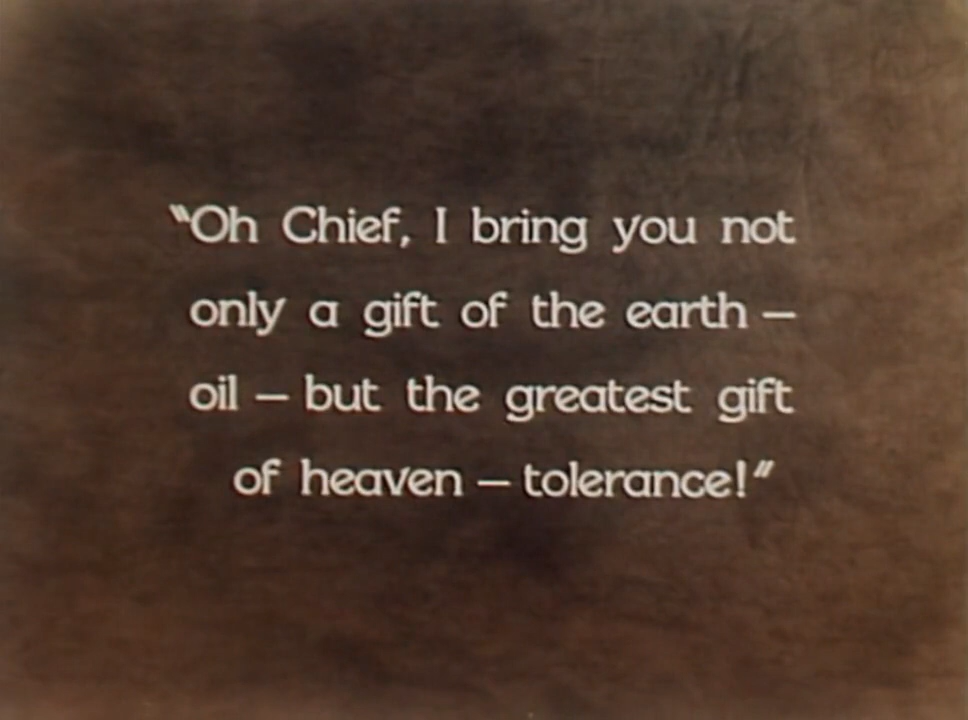 “Oh Chief, I bring you not
only a gift of the earth —
oil — but the greatest gift
of heaven — tolerance!”